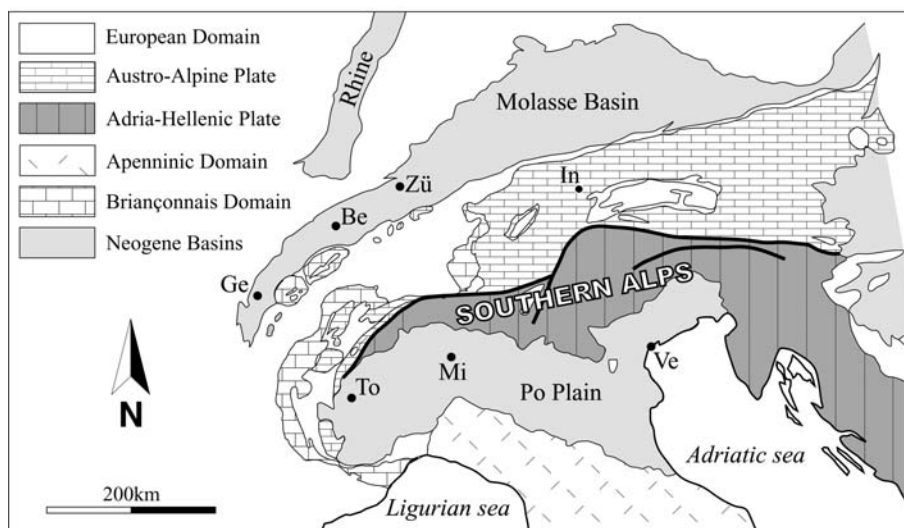 European Domain
Austro-Alpine Plate
Adria-Hellenic Plate
Apenninic Domain
Briançonnais Domain
Neogene Basins
Rhine
Molasse Basin
Zü
In
Be
Ge
SOUTHERN ALPS
N
To
Mi
Ve
Po Plain
Adriatic sea
200km
Ligurian sea